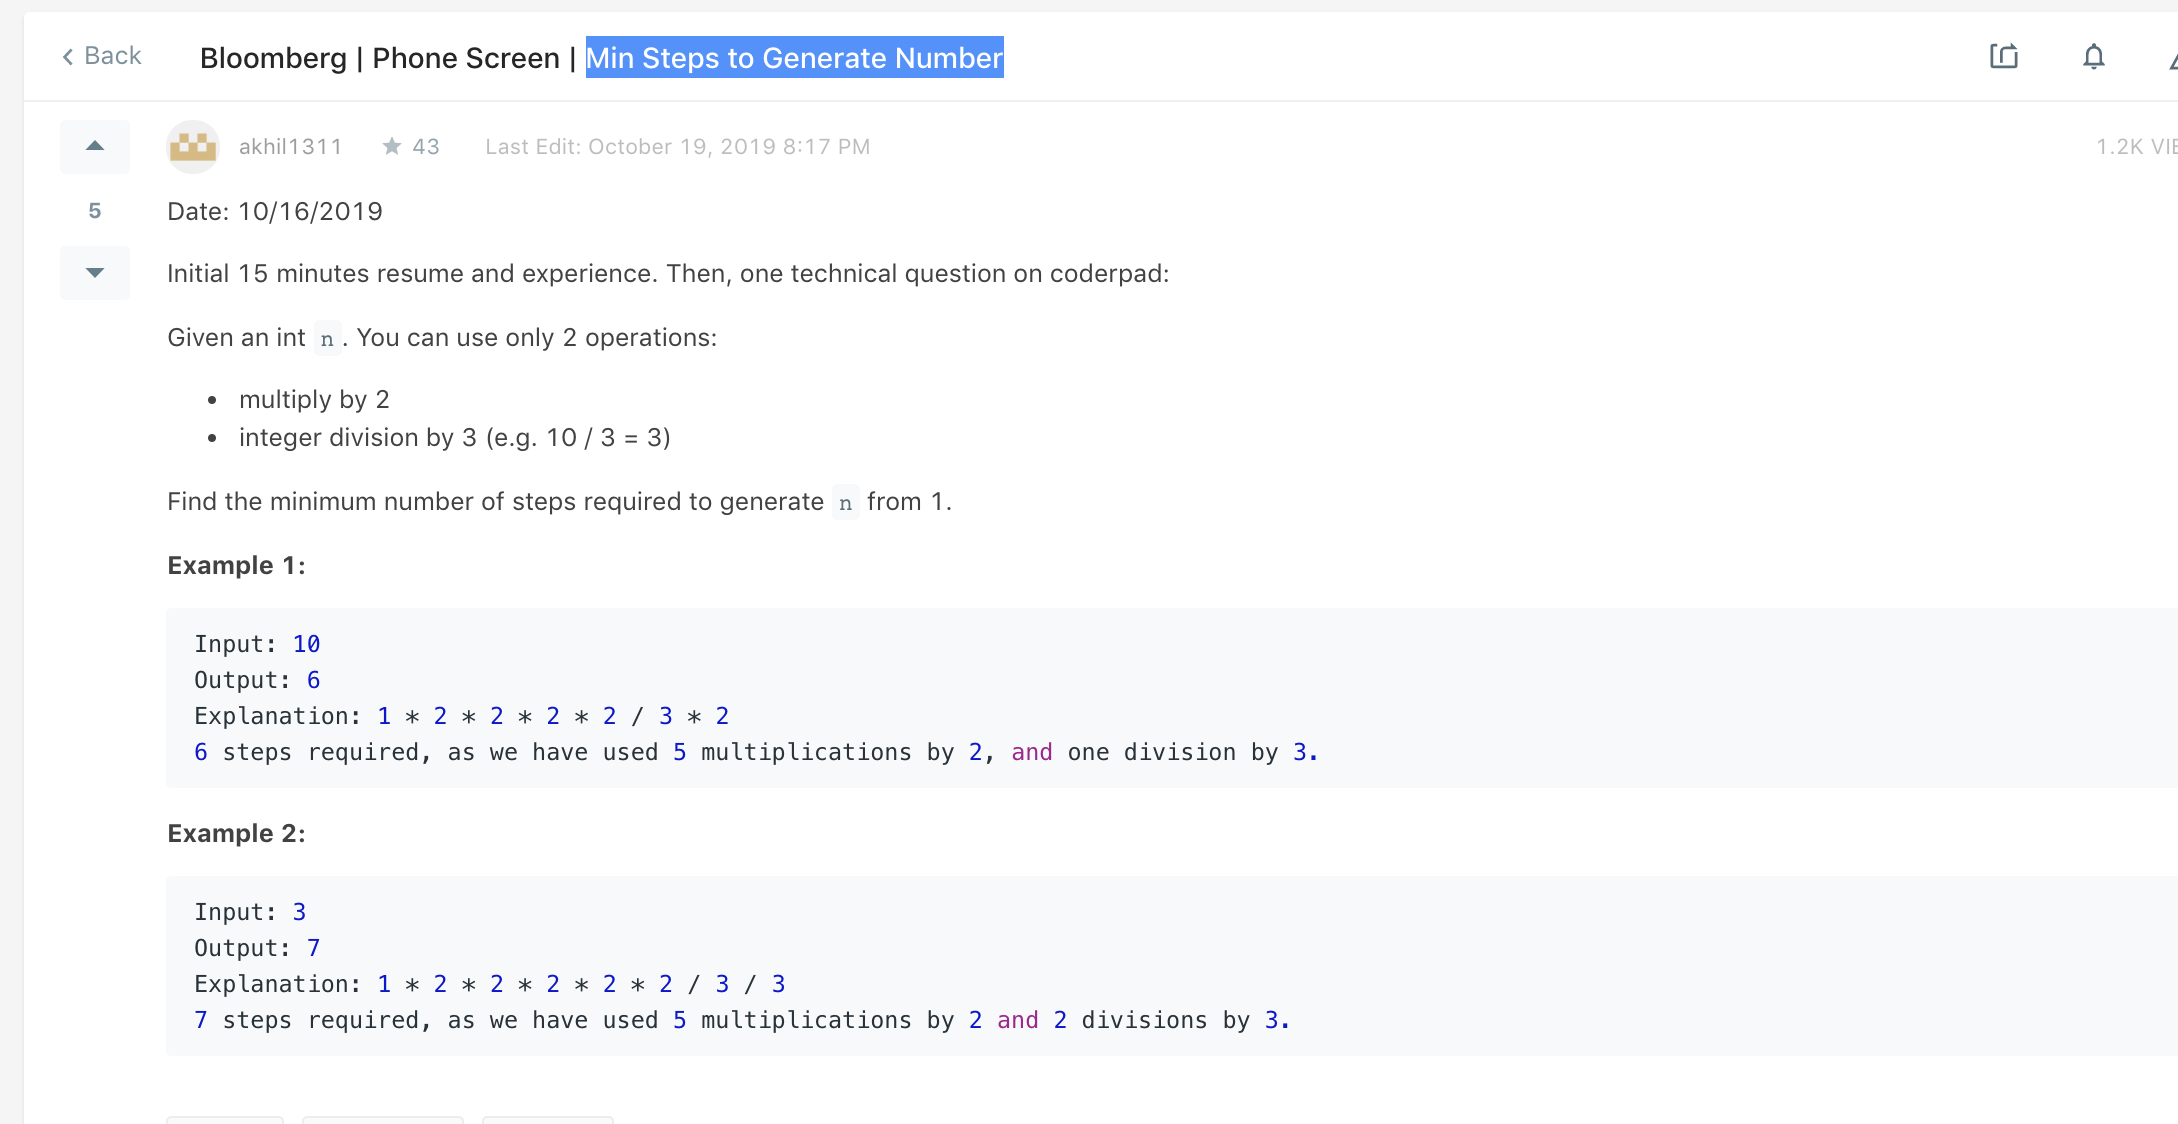 Back
Bloomberg | Phone Screen | Min Steps to Generate Number
akhil1311 43 Last Edit: October 19, 2019 8:17 PM
1.2K
5
Date: 10/16/2019
Initial 15 minutes resume and experience. Then, one technical question on coderpad:
Given an int n. You can use only 2 operations:
• multiply by 2
• integer division by 3 (e.g. 10 / 3 = 3)
Find the minimum number of steps required to generate n from 1.
Example 1:
Input: 10
Output: 6
Explanation: 1 * 2 * 2 * 2 * 2 / 3 * 2
6 steps required, as we have used 5 multiplications by 2, and one division by 3.
Example 2:
Input: 3
Output: 7
Explanation: 1 * 2 * 2 * 2 * 2 * 2 / 3 / 3
7 steps required, as we have used 5 multiplications by 2 and 2 divisions by 3.